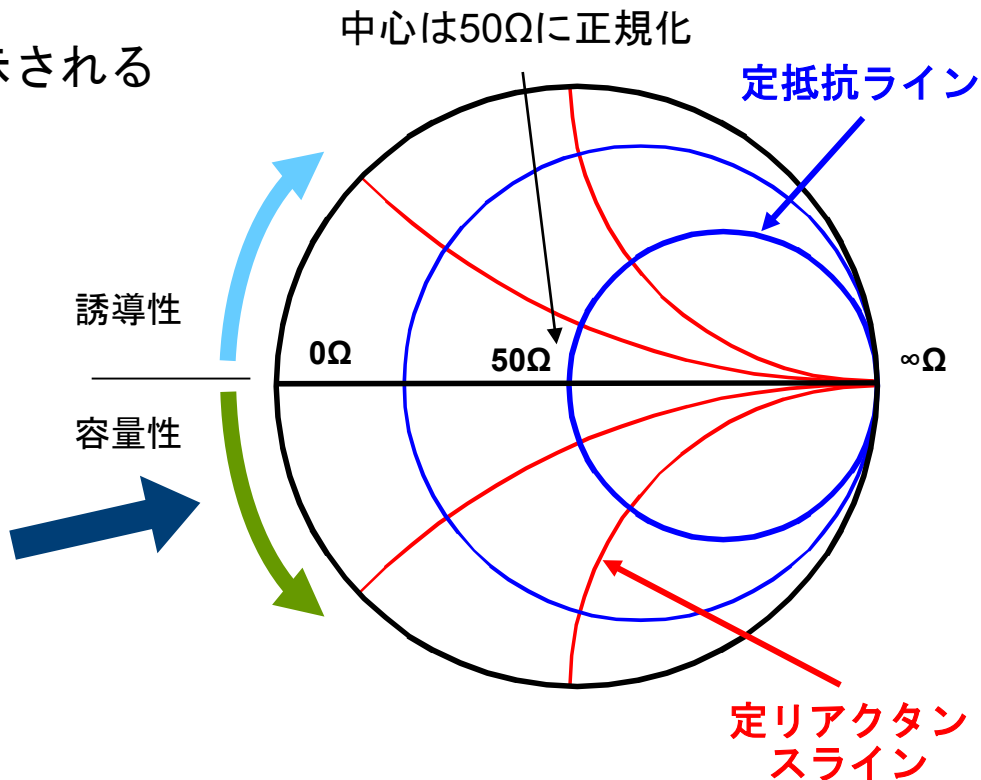 中心は50Ωに正規化
示される
定抵抗ライン
誘導性
0Ω
50Ω
∞Ω
容量性
定リアクタン
スライン